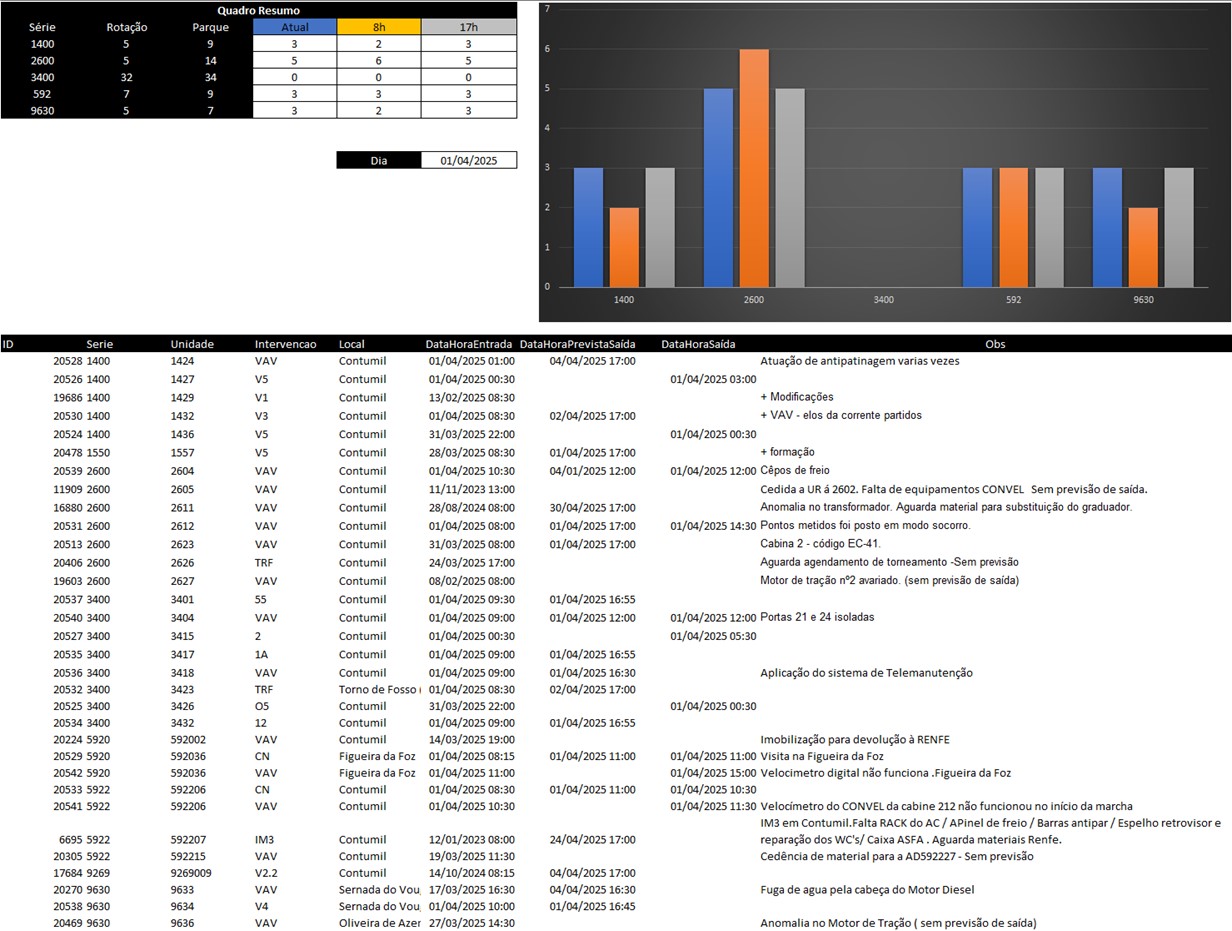 Quadro Resumo
Série Rotação Parque Atual 8h 17h
1400 5 9 3 2 3
2600 5 14 5 6 5
3400 32 34 0 0 0
592 7 9 3 3 3
9630 5 7 3 2 3
Dia 01/04/2025
7
6
5
4
3
2
1
0
1400 2600 3400 592 9630
ID Serie Unidade Intervencao Local DataHoraEntrada DataHoraPrevistaSaída DataHoraSaída Obs
20528 1400 1424 VAV Contumil 01/04/2025 01:00 04/04/2025 17:00 Atuação de antipatinagem varias vezes
20526 1400 1427 V5 Contumil 01/04/2025 00:30 01/04/2025 03:00
19686 1400 1429 V1 Contumil 13/02/2025 08:30 + Modificações
20530 1400 1432 V3 Contumil 01/04/2025 08:30 02/04/2025 17:00 + VAV - elos da corrente partidos
20524 1400 1436 V5 Contumil 31/03/2025 22:00 01/04/2025 00:30
20478 1550 1557 V5 Contumil 28/03/2025 08:30 01/04/2025 17:00 + formação
20539 2600 2604 VAV Contumil 01/04/2025 10:30 04/01/2025 12:00 01/04/2025 12:00 Cêpos de freio
11909 2600 2605 VAV Contumil 11/11/2023 13:00 Cedida a UR á 2602. Falta de equipamentos CONVEL Sem previsão de saída.
16880 2600 2611 VAV Contumil 28/08/2024 08:00 30/04/2025 17:00 Anomalia no transformador. Aguarda material para substituição do graduador.
20531 2600 2612 VAV Contumil 01/04/2025 08:00 01/04/2025 17:00 01/04/2025 14:30 Pontos metidos foi posto em modo socorro.
20513 2600 2623 VAV Contumil 31/03/2025 08:00 01/04/2025 17:00 Cabina 2 - código EC-41.
20406 2600 2626 TRF Contumil 24/03/2025 17:00 Aguarda agendamento de torneamento -Sem previsão
19603 2600 2627 VAV Contumil 08/02/2025 08:00 Motor de tração nº2 avariado. (sem previsão de saída)
20537 3400 3401 55 Contumil 01/04/2025 09:30 01/04/2025 16:55
20540 3400 3404 VAV Contumil 01/04/2025 09:00 01/04/2025 12:00 01/04/2025 12:00 Portas 21 e 24 isoladas
20527 3400 3415 2 Contumil 01/04/2025 00:30 01/04/2025 05:30
20535 3400 3417 1A Contumil 01/04/2025 09:00 01/04/2025 16:55
20536 3400 3418 VAV Contumil 01/04/2025 09:00 01/04/2025 16:30 Aplicação do sistema de Telemanutenção
20532 3400 3423 TRF Torno de Fosso ( 01/04/2025 08:30 02/04/2025 17:00
20525 3400 3426 O5 Contumil 31/03/2025 22:00 01/04/2025 00:30
20534 3400 3432 12 Contumil 01/04/2025 09:00 01/04/2025 16:55
20224 5920 592002 VAV Contumil 14/03/2025 19:00 Imobilização para devolução à RENFE
20529 5920 592036 CN Figueira da Foz 01/04/2025 08:15 01/04/2025 11:00 01/04/2025 11:00 Visita na Figueira da Foz
20542 5920 592036 VAV Figueira da Foz 01/04/2025 11:00 01/04/2025 15:00 Velocimetro digital não funciona .Figueira da Foz
20533 5922 592206 CN Contumil 01/04/2025 08:30 01/04/2025 11:00 01/04/2025 10:30
20541 5922 592206 VAV Contumil 01/04/2025 10:30 01/04/2025 11:30 Velocímetro do CONVEL da cabine 212 não funcionou no início da marcha
IM3 em Contumil.Falta RACK do AC / APinel de freio / Barras antipar / Espelho retrovisor e
6695 5922 592207 IM3 Contumil 12/01/2023 08:00 24/04/2025 17:00 reparação dos WC's/ Caixa ASFA . Aguarda materiais Renfe.
20305 5922 592215 VAV Contumil 19/03/2025 11:30 Cedência de material para a AD592227 - Sem previsão
17684 9269 9269009 V2.2 Contumil 14/10/2024 08:15 04/04/2025 17:00
20270 9630 9633 VAV Sernada do Vou 17/03/2025 16:30 04/04/2025 16:30 Fuga de agua pela cabeça do Motor Diesel
20538 9630 9634 V4 Sernada do Vou 01/04/2025 10:00 01/04/2025 16:45
20469 9630 9636 VAV Oliveira de Azer 27/03/2025 14:30 Anomalia no Motor de Tração ( sem previsão de saída)